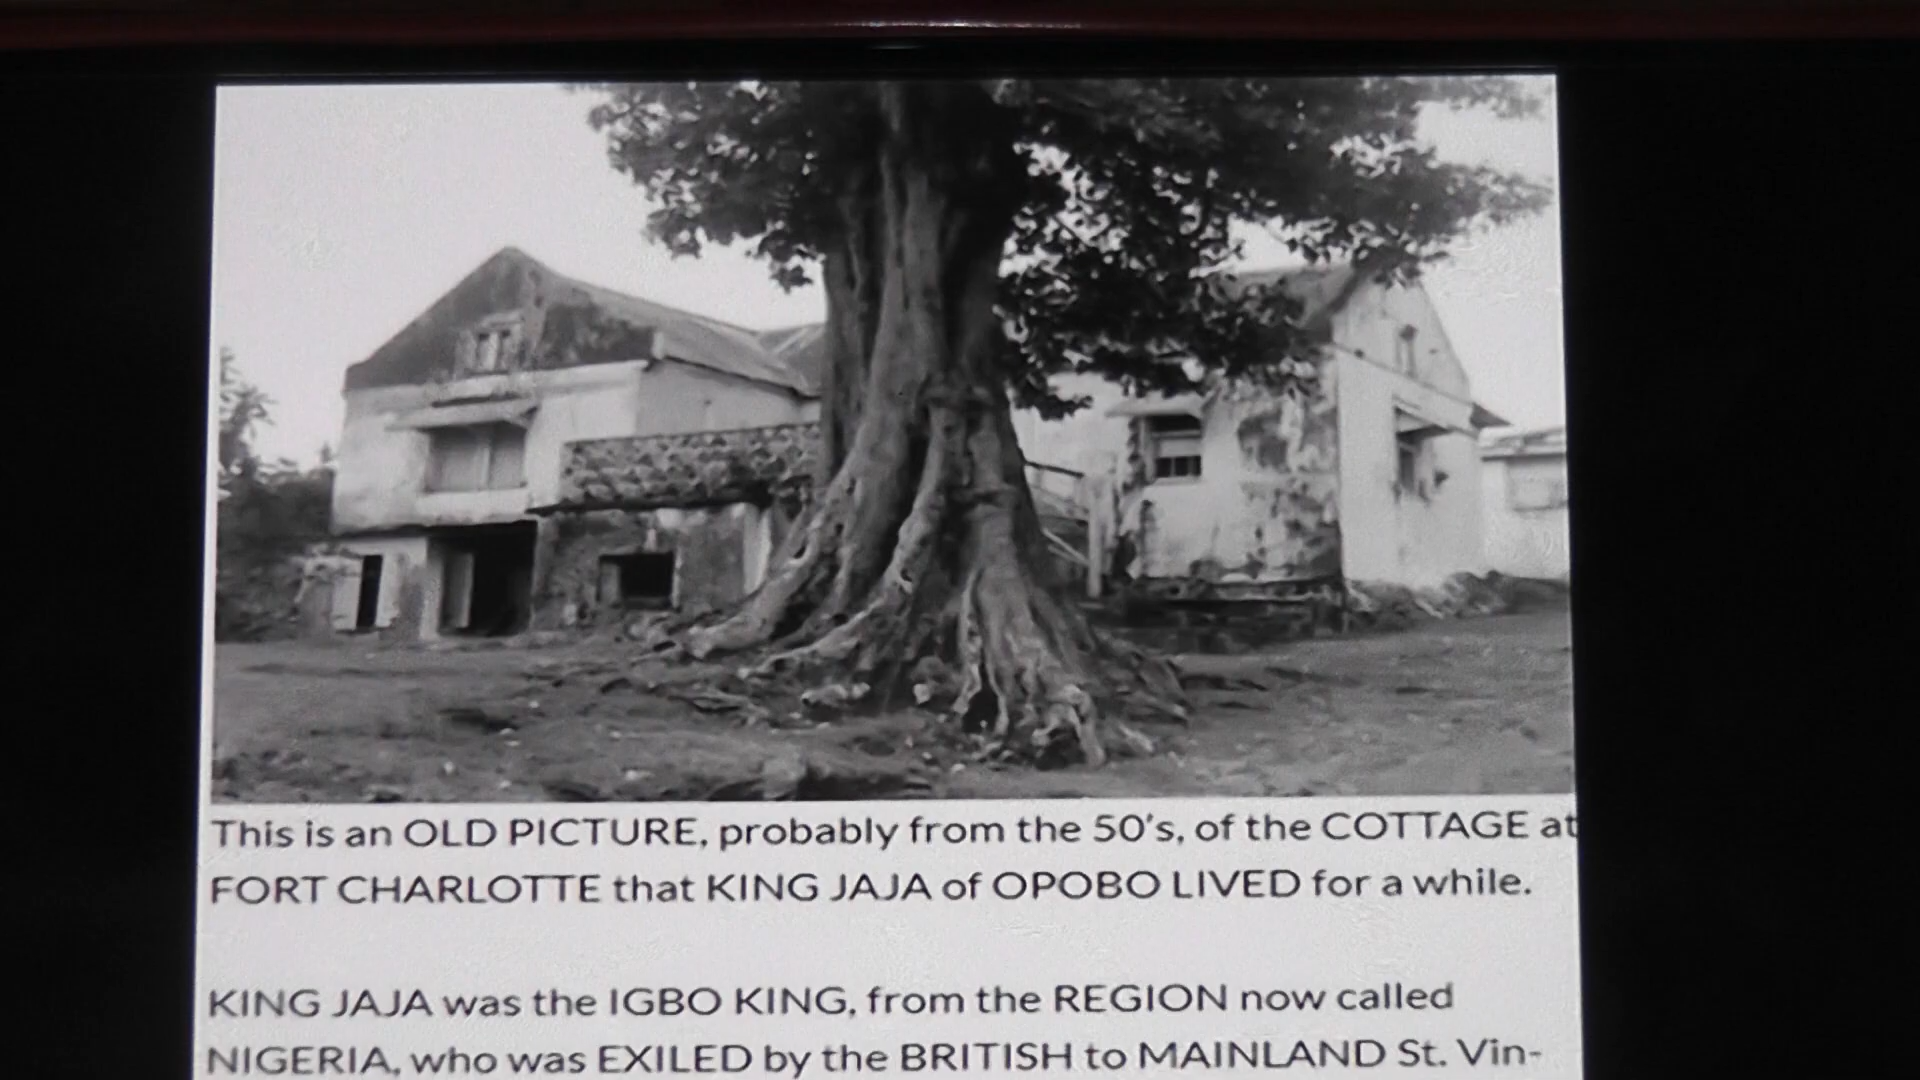 This is an OLD PICTURE, probably from the 50's, of the COTTAGE at
FORT CHARLOTTE that KING JAJA of OPOBO LIVED for a while.
KING JAJA was the IGBO KING, from the REGION now called
NIGERIA, who was EXILED by the BRITISH to MAINLAND St. Vin-